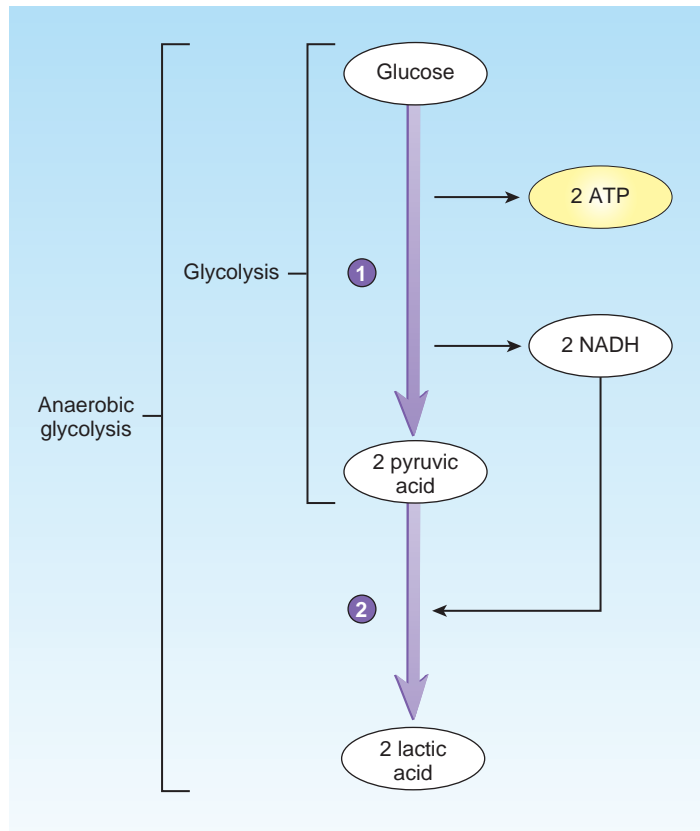 Glucose
2 ATP
Glycolysis
1
2 NADH
Anaerobic
glycolysis
2 pyruvic
acid
2
2 lactic
acid